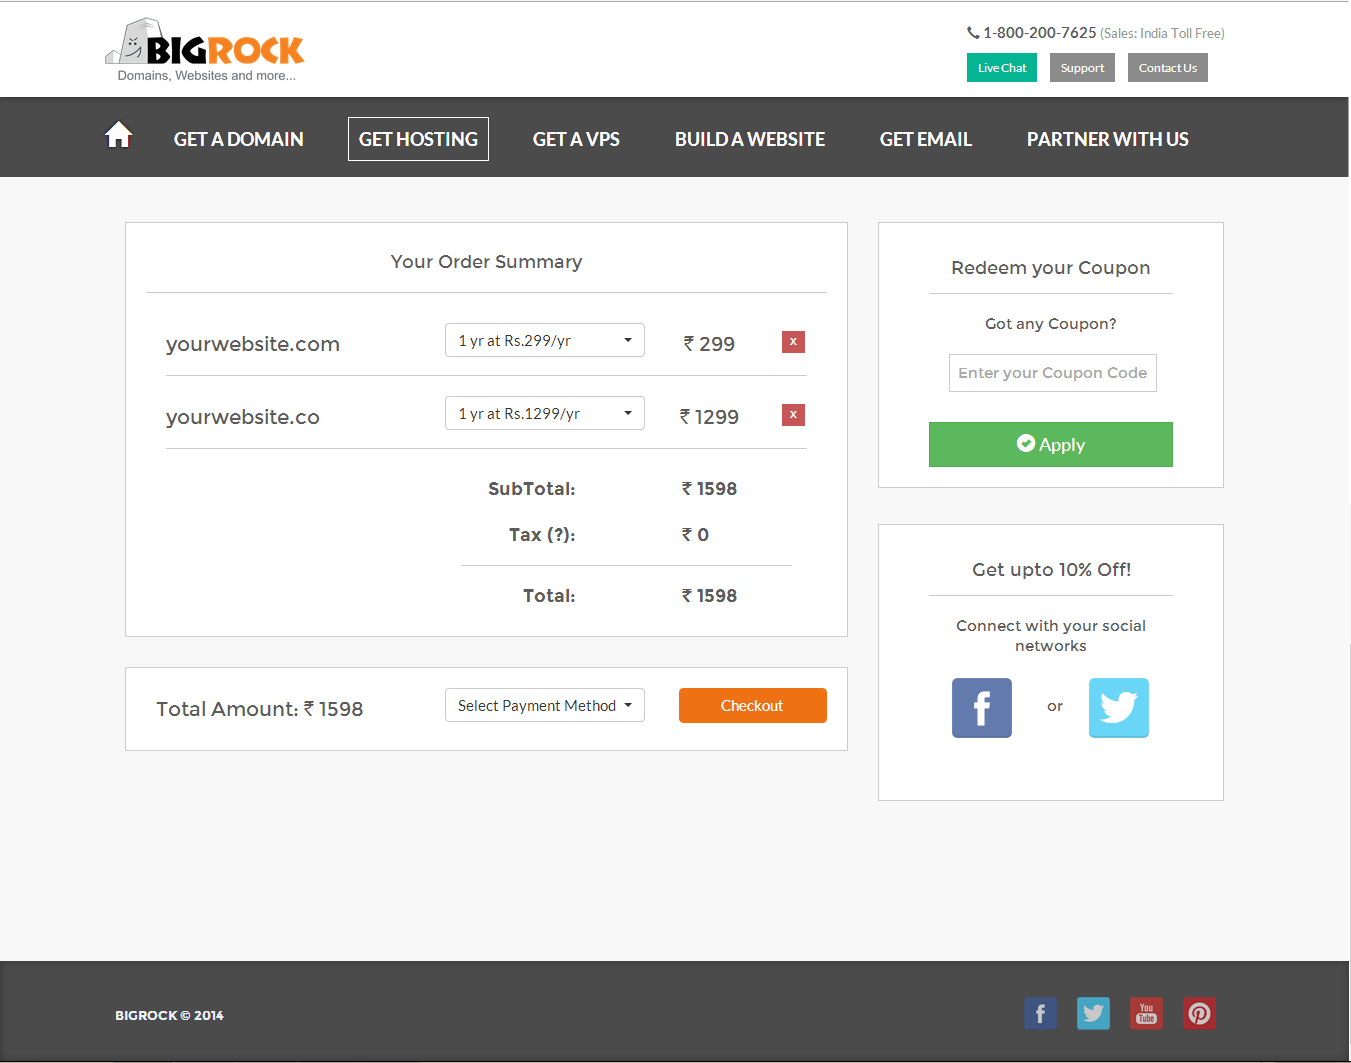 BIGROCK
Domains, Websites and more...
1-800-200-7625 (Sales: India Toll Free)
Live Chat Support Contact Us
GET A DOMAIN GET HOSTING GET A VPS BUILD A WEBSITE GET EMAIL PARTNER WITH US
Your Order Summary
yourwebsite.com 1 yr at Rs.299/yr ₹ 299 x
yourwebsite.co 1 yr at Rs.1299/yr ₹ 1299 x
SubTotal: ₹ 1598
Tax (?): ₹ 0
Total: ₹ 1598
Total Amount: ₹ 1598 Select Payment Method Checkout
Redeem your Coupon
Got any Coupon?
Enter your Coupon Code
Apply
Get upto 10% Off!
Connect with your social
networks
f or
BIGROCK © 2014
f You
Tube